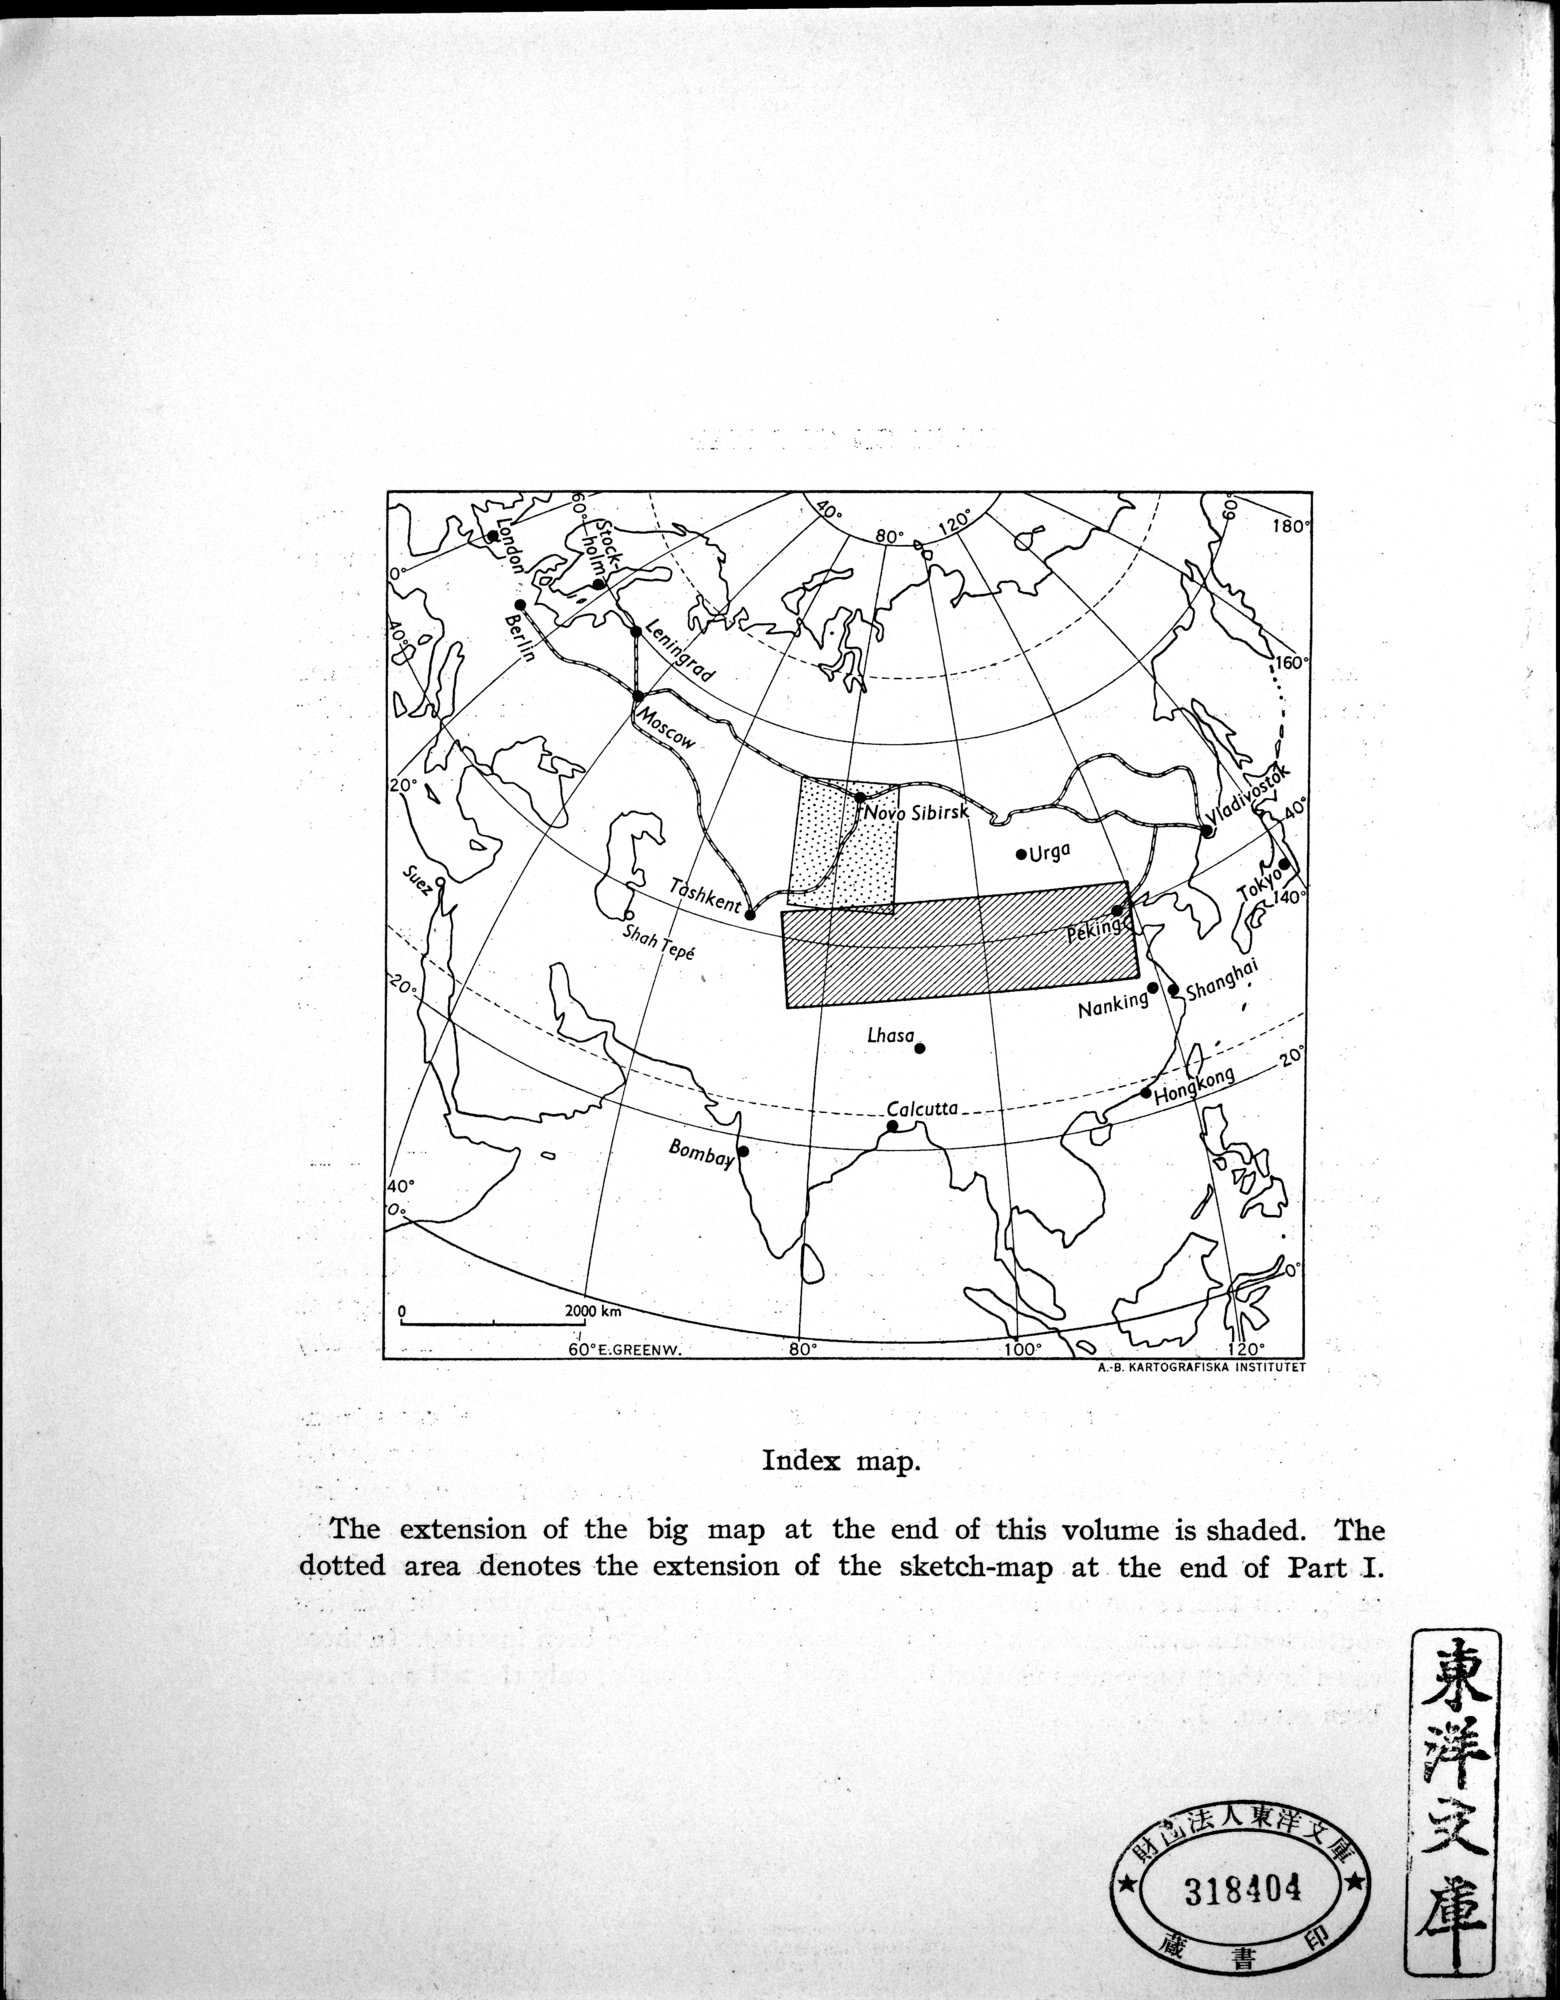 60°
40°
80°
120°
60°
180°
London
Stock-
holm
0°
Berlin
Leningrad
40°
160°
Moscow
20°
Novo Sibirsk
Vladivostok
40°
Urga
Suez
Tashkent
Tokyo
140°
Shah Tepé
Peking
20°
Nanking
Shanghai
Lhasa
20°
Hongkong
Calcutta
Bombay
40°
0°
0°
0
2000 km
60° E. GREENW.
80°
100°
120°
A.-B. KARTOGRAFISKA INSTITUTET
Index map.
The extension of the big map at the end of this volume is shaded. The
dotted area denotes the extension of the sketch-map at the end of Part I.
東洋文庫
財団法人東洋文庫
318404
蔵書印